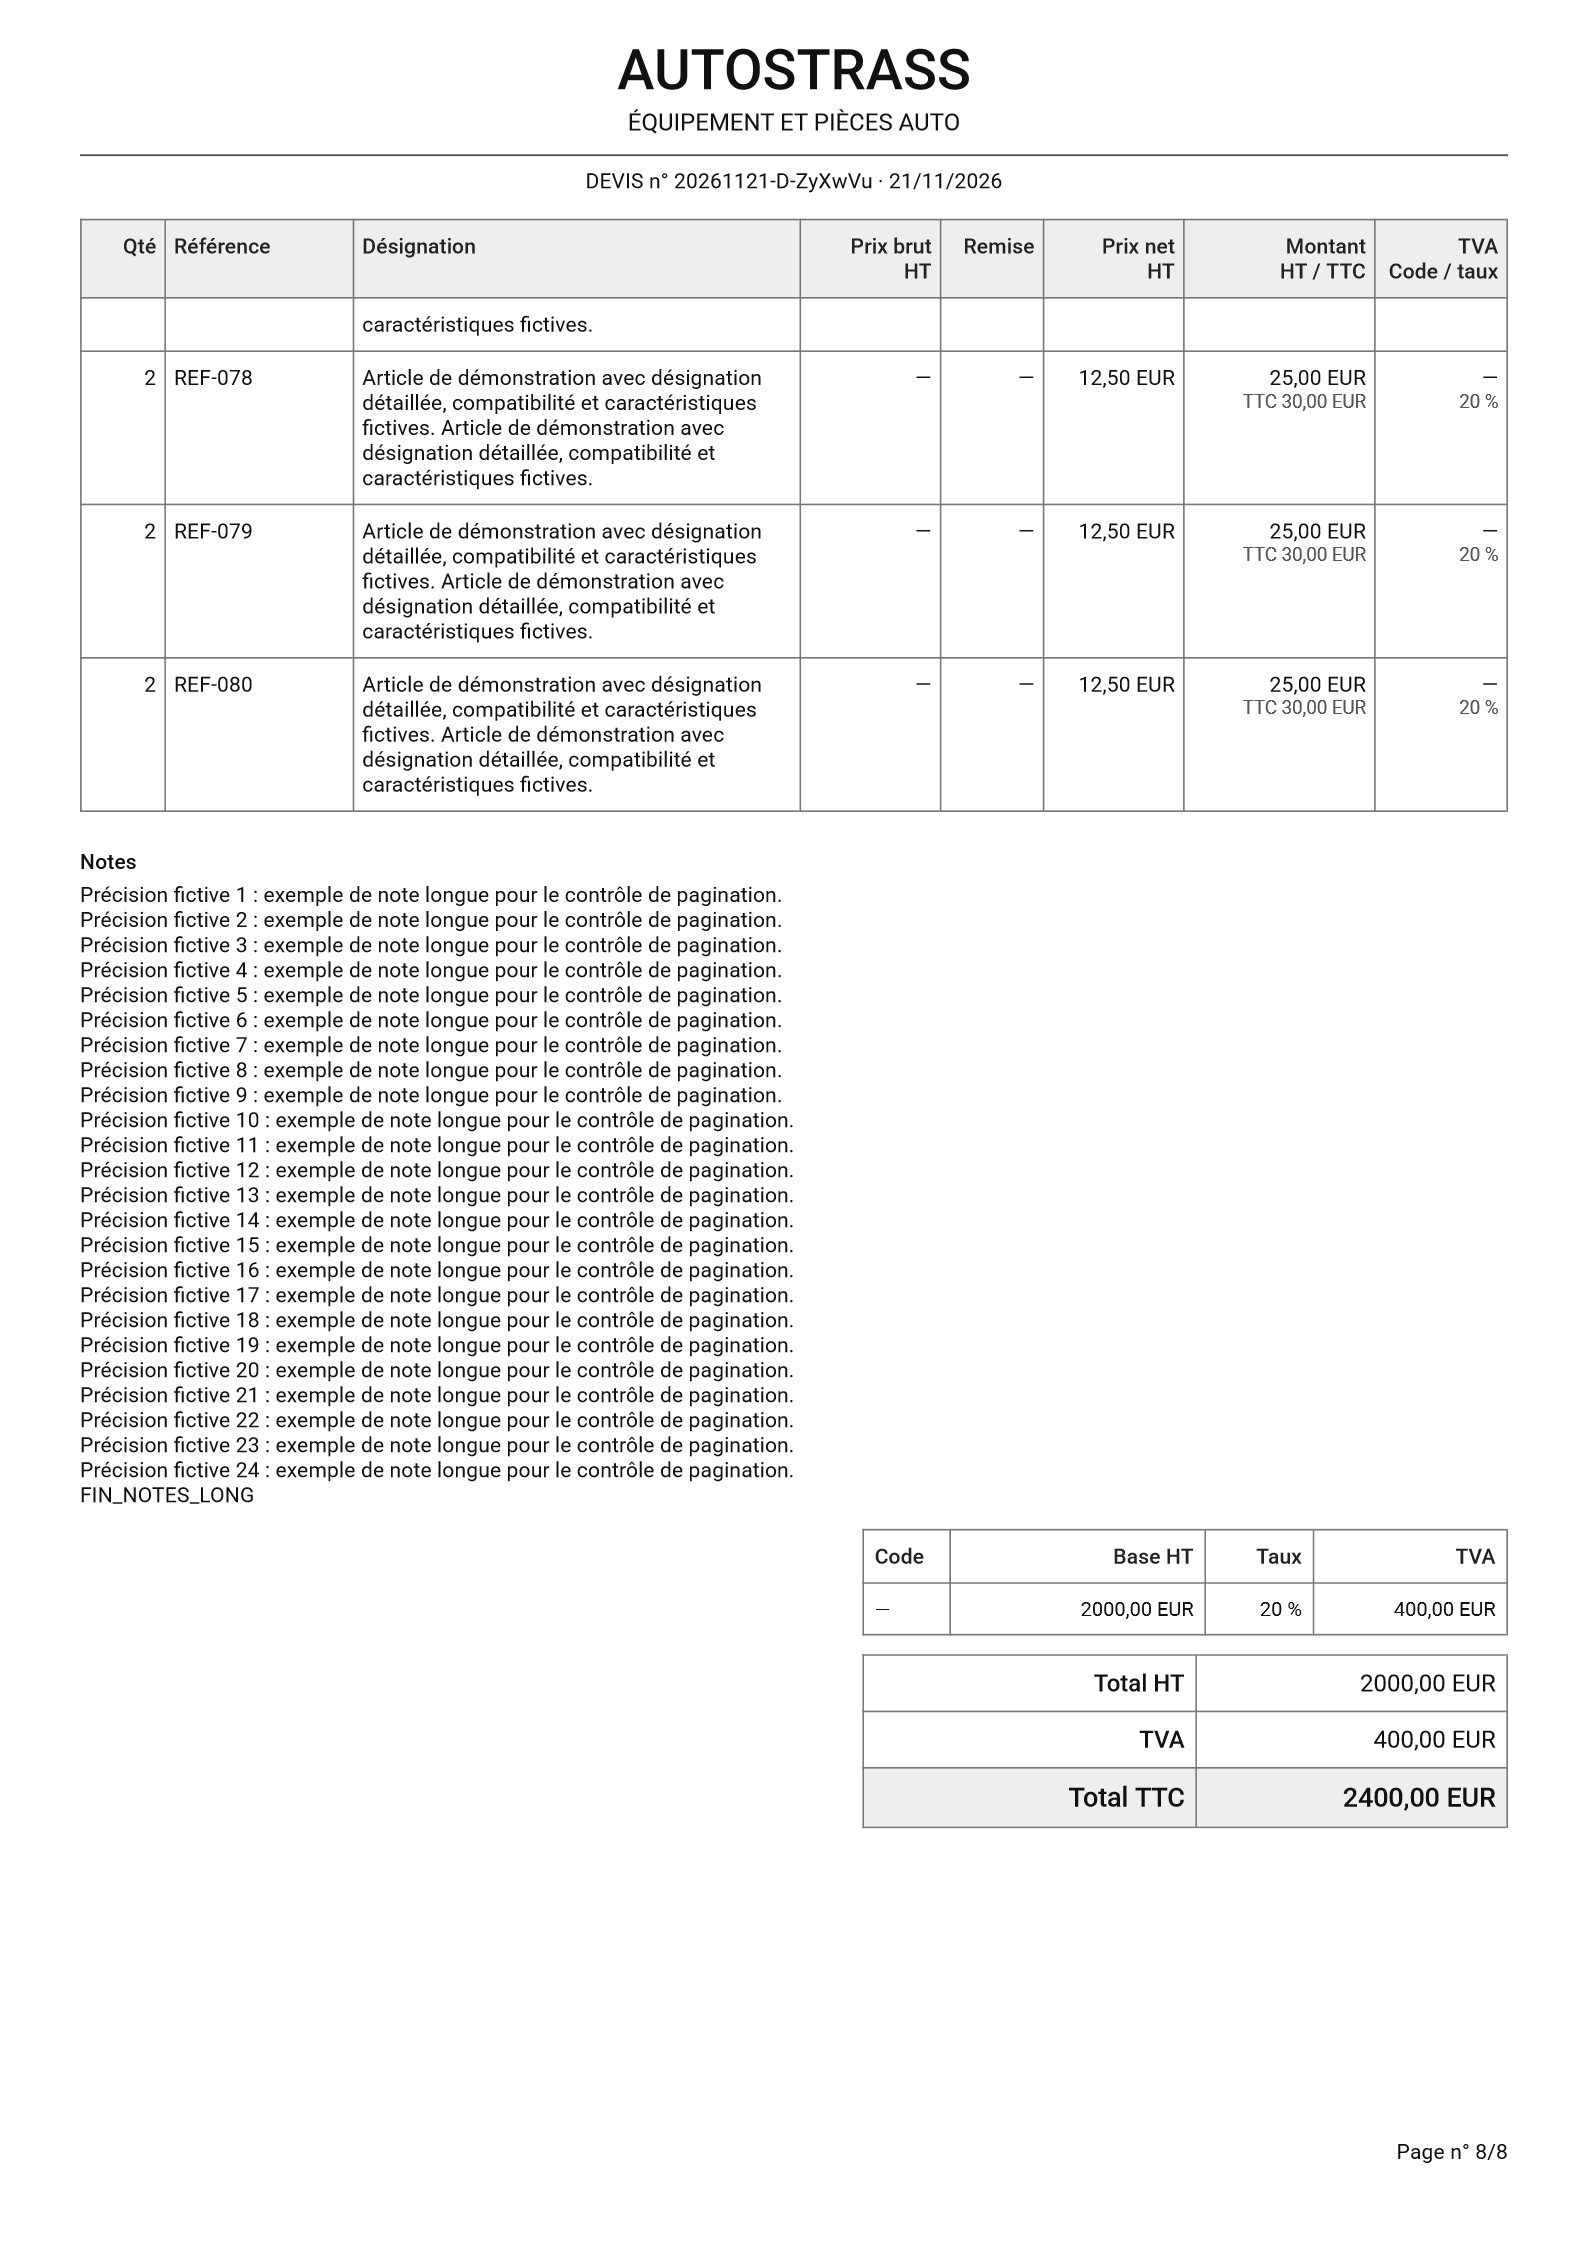 AUTOSTRASS
ÉQUIPEMENT ET PIÈCES AUTO
DEVIS n° 20261121-D-ZyXwVu · 21/11/2026
Qté Référence Désignation Prix brut HT Remise Prix net HT Montant HT / TTC TVA Code / taux
caractéristiques fictives.
2 REF-078 Article de démonstration avec désignation — — 12,50 EUR 25,00 EUR —
détaillée, compatibilité et caractéristiques TTC 30,00 EUR 20 %
fictives. Article de démonstration avec
désignation détaillée, compatibilité et
caractéristiques fictives.
2 REF-079 Article de démonstration avec désignation — — 12,50 EUR 25,00 EUR —
détaillée, compatibilité et caractéristiques TTC 30,00 EUR 20 %
fictives. Article de démonstration avec
désignation détaillée, compatibilité et
caractéristiques fictives.
2 REF-080 Article de démonstration avec désignation — — 12,50 EUR 25,00 EUR —
détaillée, compatibilité et caractéristiques TTC 30,00 EUR 20 %
fictives. Article de démonstration avec
désignation détaillée, compatibilité et
caractéristiques fictives.
Notes
Précision fictive 1 : exemple de note longue pour le contrôle de pagination.
Précision fictive 2 : exemple de note longue pour le contrôle de pagination.
Précision fictive 3 : exemple de note longue pour le contrôle de pagination.
Précision fictive 4 : exemple de note longue pour le contrôle de pagination.
Précision fictive 5 : exemple de note longue pour le contrôle de pagination.
Précision fictive 6 : exemple de note longue pour le contrôle de pagination.
Précision fictive 7 : exemple de note longue pour le contrôle de pagination.
Précision fictive 8 : exemple de note longue pour le contrôle de pagination.
Précision fictive 9 : exemple de note longue pour le contrôle de pagination.
Précision fictive 10 : exemple de note longue pour le contrôle de pagination.
Précision fictive 11 : exemple de note longue pour le contrôle de pagination.
Précision fictive 12 : exemple de note longue pour le contrôle de pagination.
Précision fictive 13 : exemple de note longue pour le contrôle de pagination.
Précision fictive 14 : exemple de note longue pour le contrôle de pagination.
Précision fictive 15 : exemple de note longue pour le contrôle de pagination.
Précision fictive 16 : exemple de note longue pour le contrôle de pagination.
Précision fictive 17 : exemple de note longue pour le contrôle de pagination.
Précision fictive 18 : exemple de note longue pour le contrôle de pagination.
Précision fictive 19 : exemple de note longue pour le contrôle de pagination.
Précision fictive 20 : exemple de note longue pour le contrôle de pagination.
Précision fictive 21 : exemple de note longue pour le contrôle de pagination.
Précision fictive 22 : exemple de note longue pour le contrôle de pagination.
Précision fictive 23 : exemple de note longue pour le contrôle de pagination.
Précision fictive 24 : exemple de note longue pour le contrôle de pagination.
FIN_NOTES_LONG
Code Base HT Taux TVA
— 2000,00 EUR 20 % 400,00 EUR
Total HT 2000,00 EUR
TVA 400,00 EUR
Total TTC 2400,00 EUR
Page n° 8/8